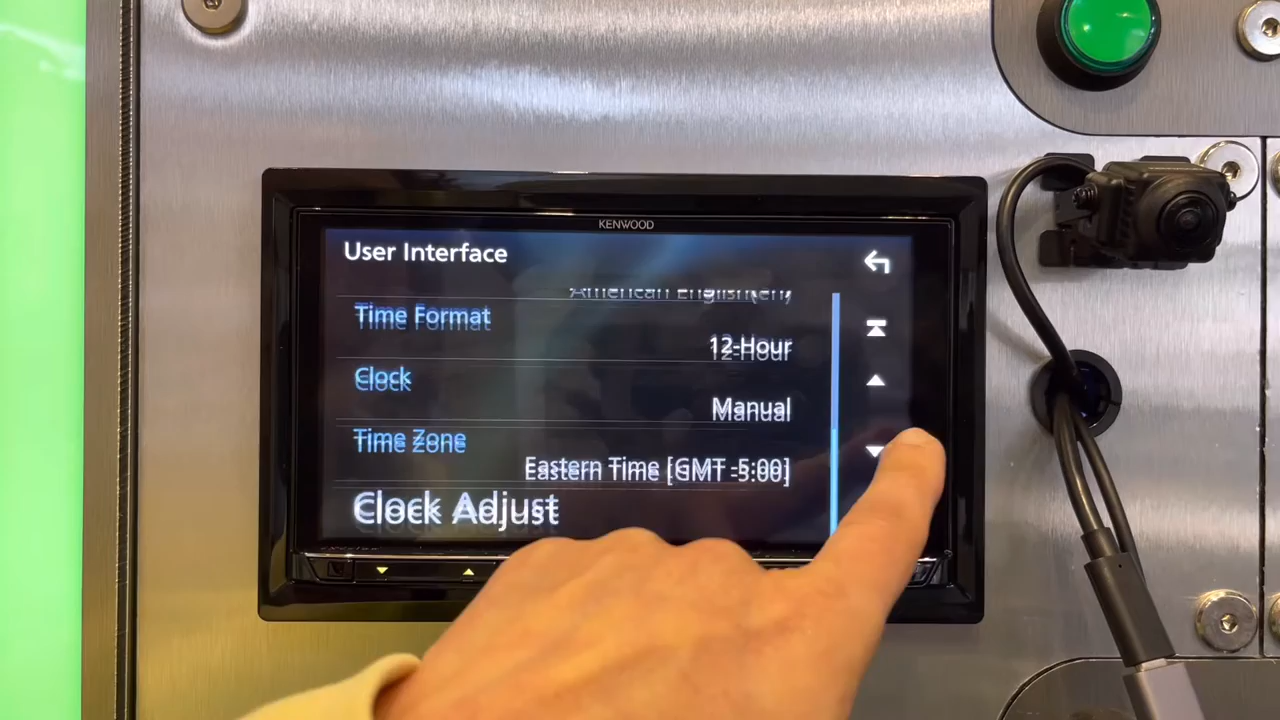 KENWOOD
User Interface
American English(en)
Time Format
12-Hour
Clock
Manual
Time Zone
Eastern Time [GMT -5:00]
Clock Adjust